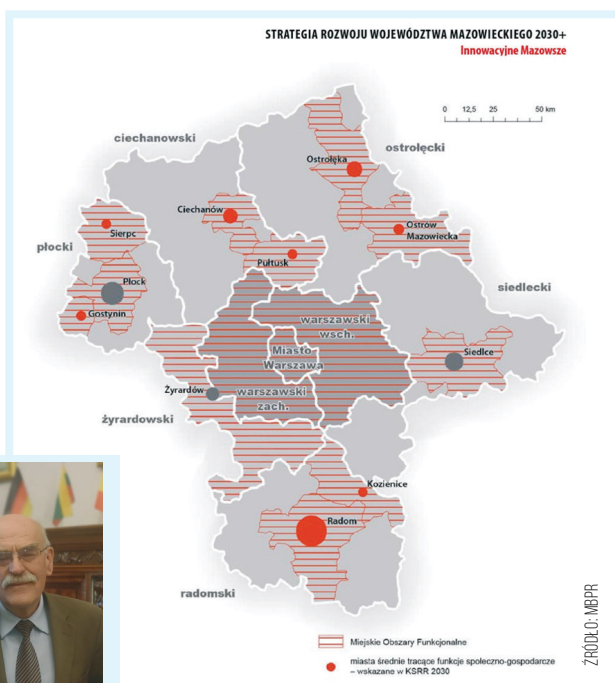 STRATEGIA ROZWOJU WOJEWÓDZTWA MAZOWIECKIEGO 2030+
Innowacyjne Mazowsze
0 12,5 25 50 km
ciechanowski
ostrołęcki
Ostrołęka
Ciechanów
Sierpc
Ostrów
Mazowiecka
płocki
Pułtusk
Płock
siedlecki
Gostynin
warszawski
wsch.
Miasto
Warszawa
Siedlce
Żyrardów
warszawski
zach.
żyrardowski
Kozienice
Radom
radomski
Miejskie Obszary Funkcjonalne
miasta średnie tracące funkcje społeczno-gospodarcze
– wskazane w KSRR 2030
ŹRÓDŁO: MBPR